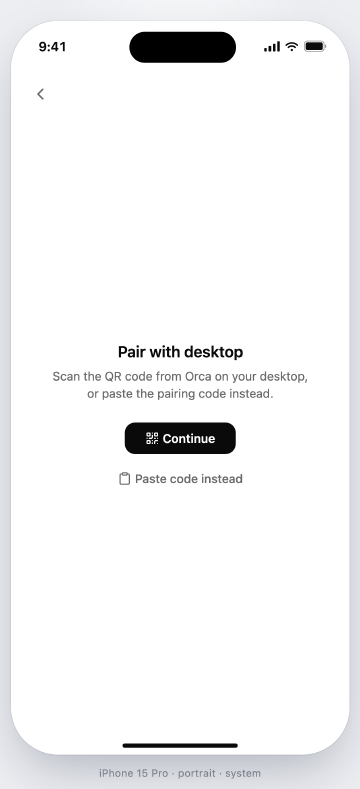 9:41
Pair with desktop
Scan the QR code from Orca on your desktop,
or paste the pairing code instead.
Continue
Paste code instead
iPhone 15 Pro · portrait · system